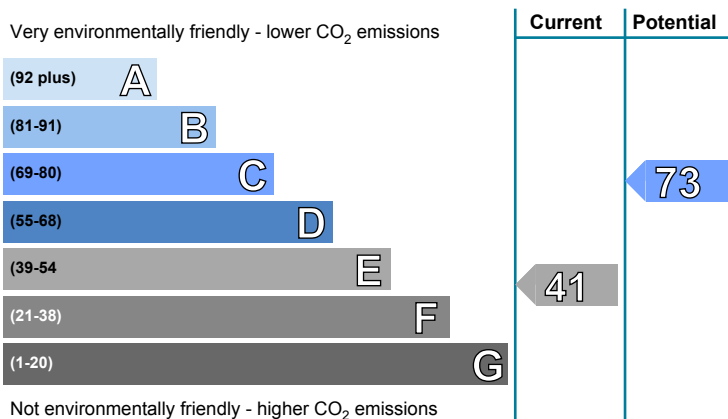 Very environmentally friendly - lower CO2 emissions
Current
Potential
(92 plus) A
(81-91) B
(69-80) C
73
(55-68) D
(39-54 E
41
(21-38) F
(1-20) G
Not environmentally friendly - higher CO2 emissions